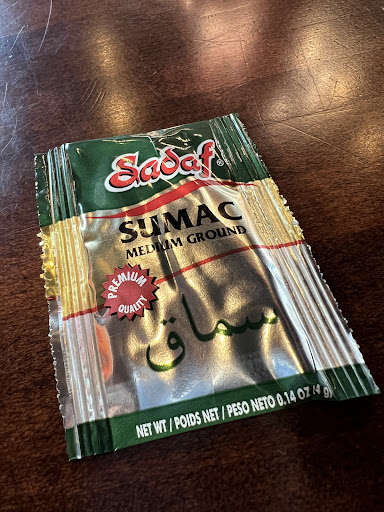 Sadaf®
SUMAC
MEDIUM GROUND
PREMIUM
QUALITY
سماق
NET WT / POIDS NET / PESO NETO 0.14 OZ (4 g)